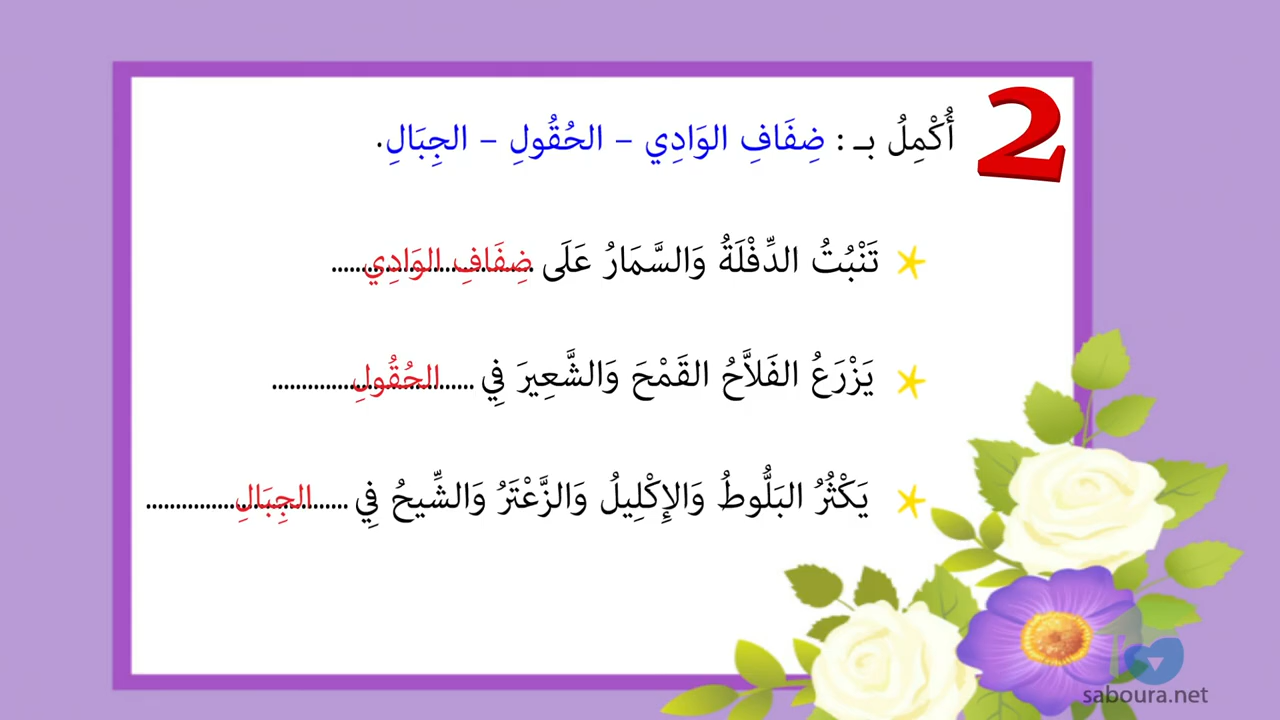 2
أُكْمِلُ بـ : ضِفَافِ الوَادِي – الحُقُولِ – الجِبَالِ.
تَنْبُتُ الدِّفْلَةُ وَالسَّمَارُ عَلَى ضِفَافِ الوَادِي
يَزْرَعُ الفَلاَّحُ القَمْحَ وَالشَّعِيرَ فِي الحُقُولِ
يَكْثُرُ البَلُّوطُ وَالإِكْلِيلُ وَالزَّعْتَرُ وَالشِّيحُ فِي الجِبَالِ
saboura.net